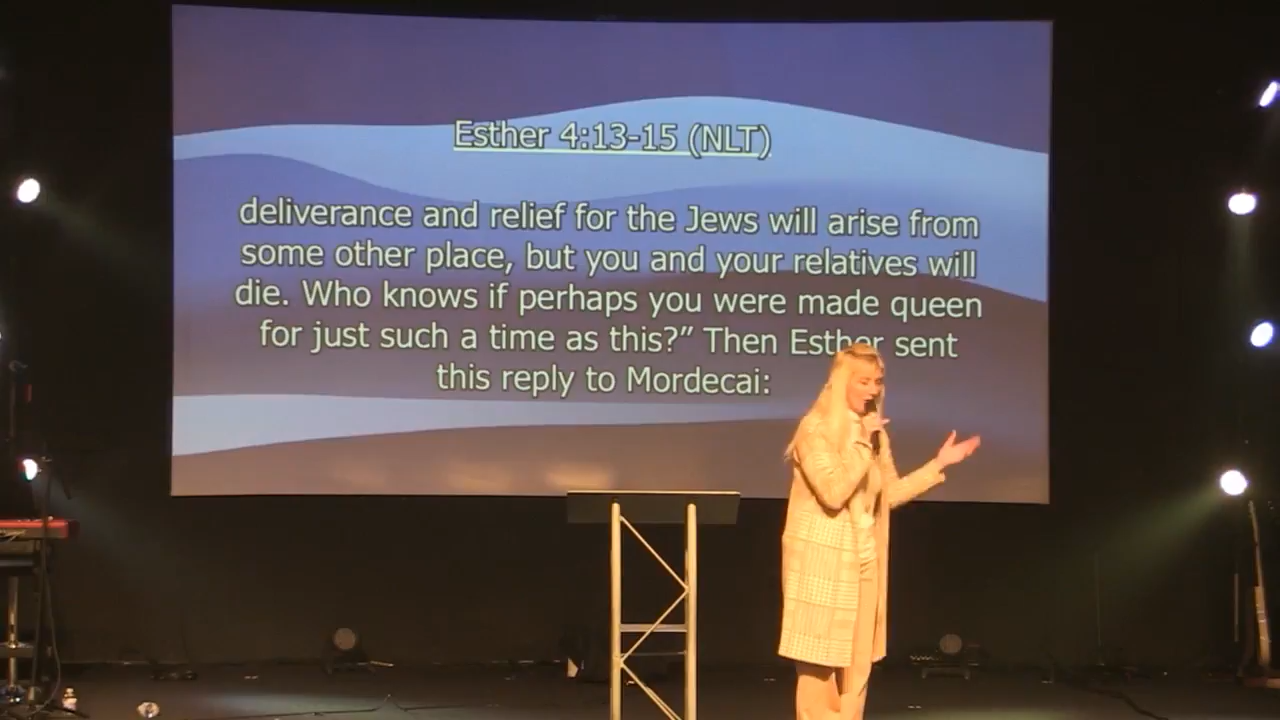 Esther 4:13-15 (NLT)
deliverance and relief for the Jews will arise from
some other place, but you and your relatives will
die. Who knows if perhaps you were made queen
for just such a time as this?” Then Esther sent
this reply to Mordecai: